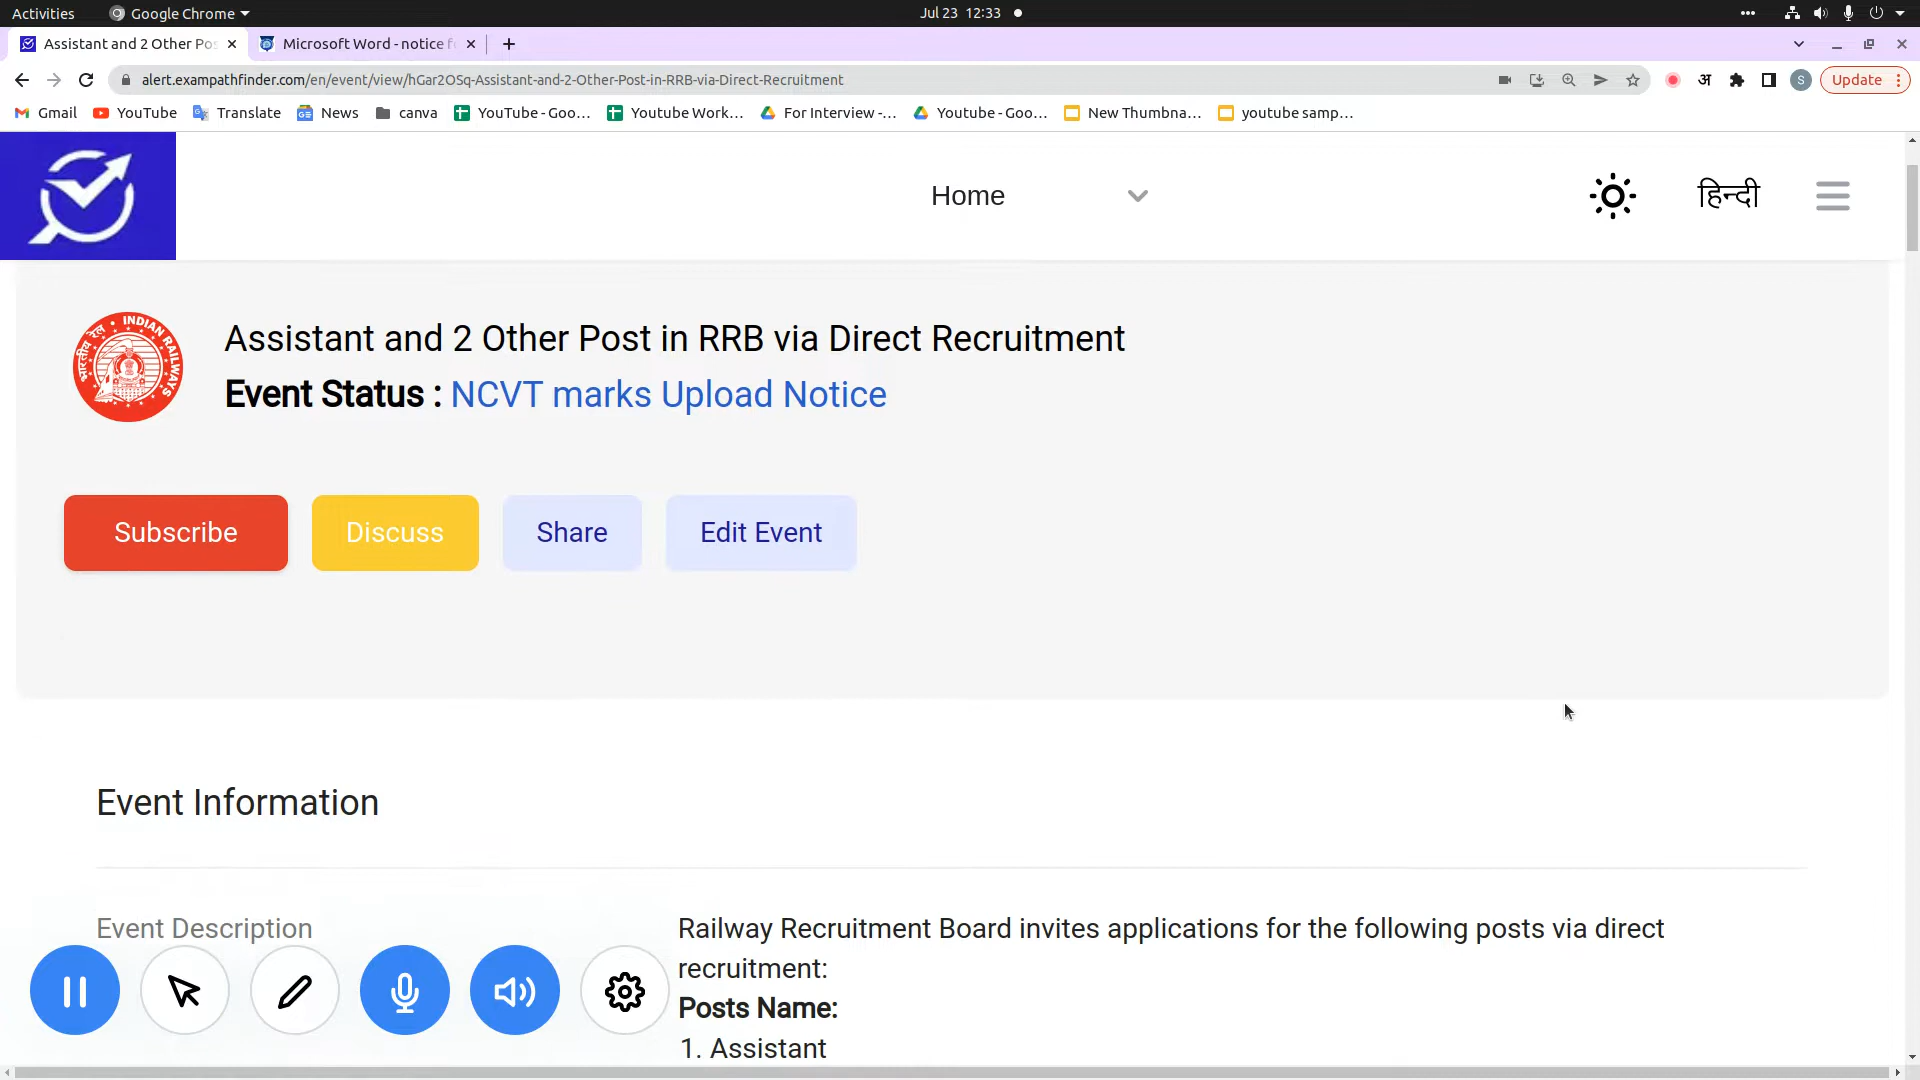 Activities
Google Chrome
Jul 23 12:33
Assistant and 2 Other Pos
Microsoft Word - notice f
alert.exampathfinder.com/en/event/view/hGar2OSq-Assistant-and-2-Other-Post-in-RRB-via-Direct-Recruitment
अ
S
Update
Gmail
YouTube
Translate
News
canva
YouTube - Goo...
Youtube Work...
For Interview -...
Youtube - Goo...
New Thumbna...
youtube samp...
Home
हिन्दी
INDIAN RAILWAYS
भारतीय रेल
Assistant and 2 Other Post in RRB via Direct Recruitment
Event Status : NCVT marks Upload Notice
Subscribe
Discuss
Share
Edit Event
Event Information
Event Description
Railway Recruitment Board invites applications for the following posts via direct
recruitment:
Posts Name:
1. Assistant